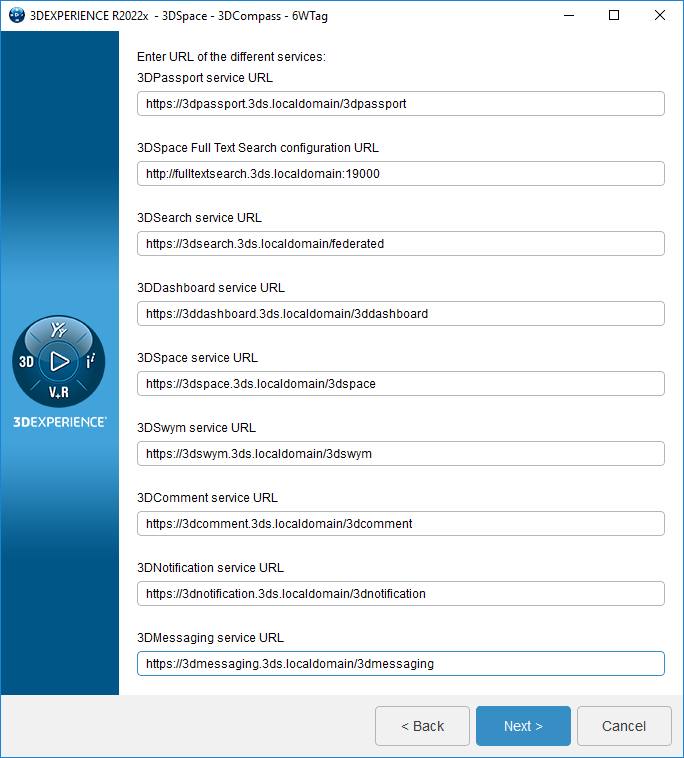 3DEXPERIENCE R2022x - 3DSpace - 3DCompass - 6WTag
Enter URL of the different services:
3DPassport service URL
https://3dpassport.3ds.localdomain/3dpassport
3DSpace Full Text Search configuration URL
http://fulltextsearch.3ds.localdomain:19000
3DSearch service URL
https://3dsearch.3ds.localdomain/federated
3DDashboard service URL
https://3ddashboard.3ds.localdomain/3ddashboard
3DSpace service URL
https://3dspace.3ds.localdomain/3dspace
3D
i²
V+R
3DEXPERIENCE
3DSwym service URL
https://3dswym.3ds.localdomain/3dswym
3DComment service URL
https://3dcomment.3ds.localdomain/3dcomment
3DNotification service URL
https://3dnotification.3ds.localdomain/3dnotification
3DMessaging service URL
https://3dmessaging.3ds.localdomain/3dmessaging
< Back Next > Cancel